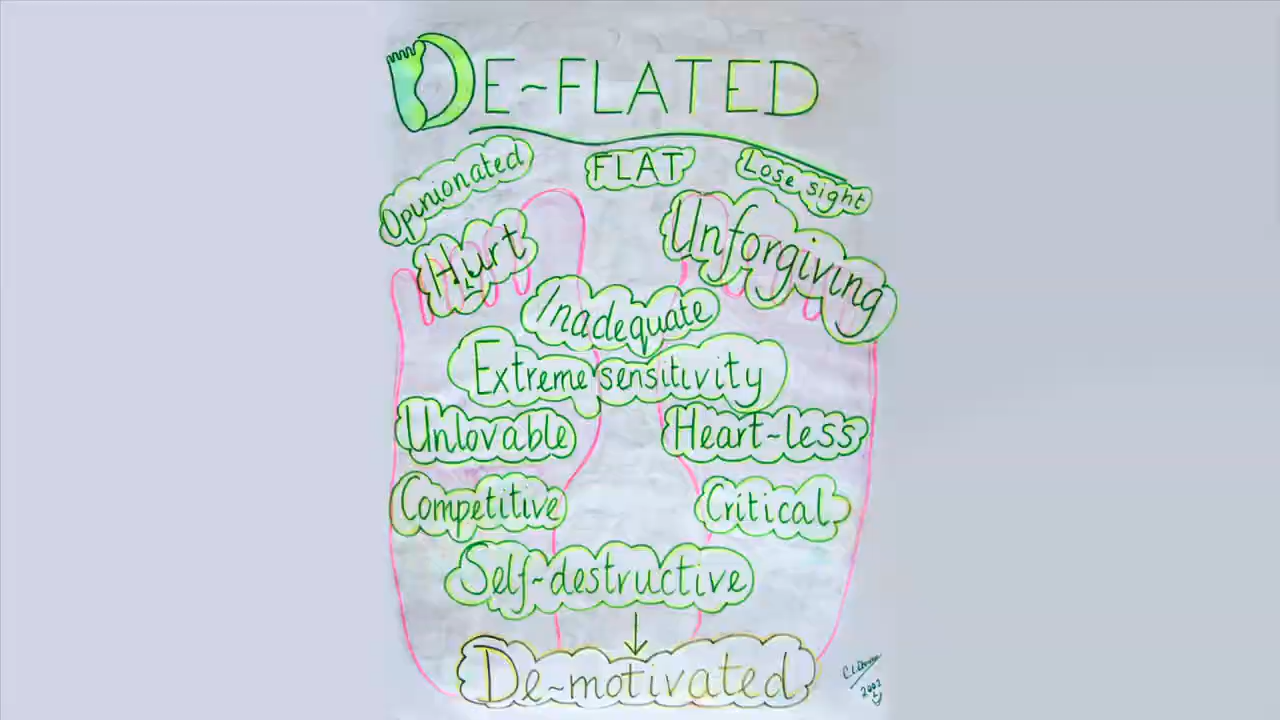 DE~FLATED
Opinionated
FLAT
Lose sight
Hurt
Unforgiving
Inadequate
Extreme sensitivity
Unlovable
Heart~less
Competitive
Critical
Self~destructive
De~motivated
2002